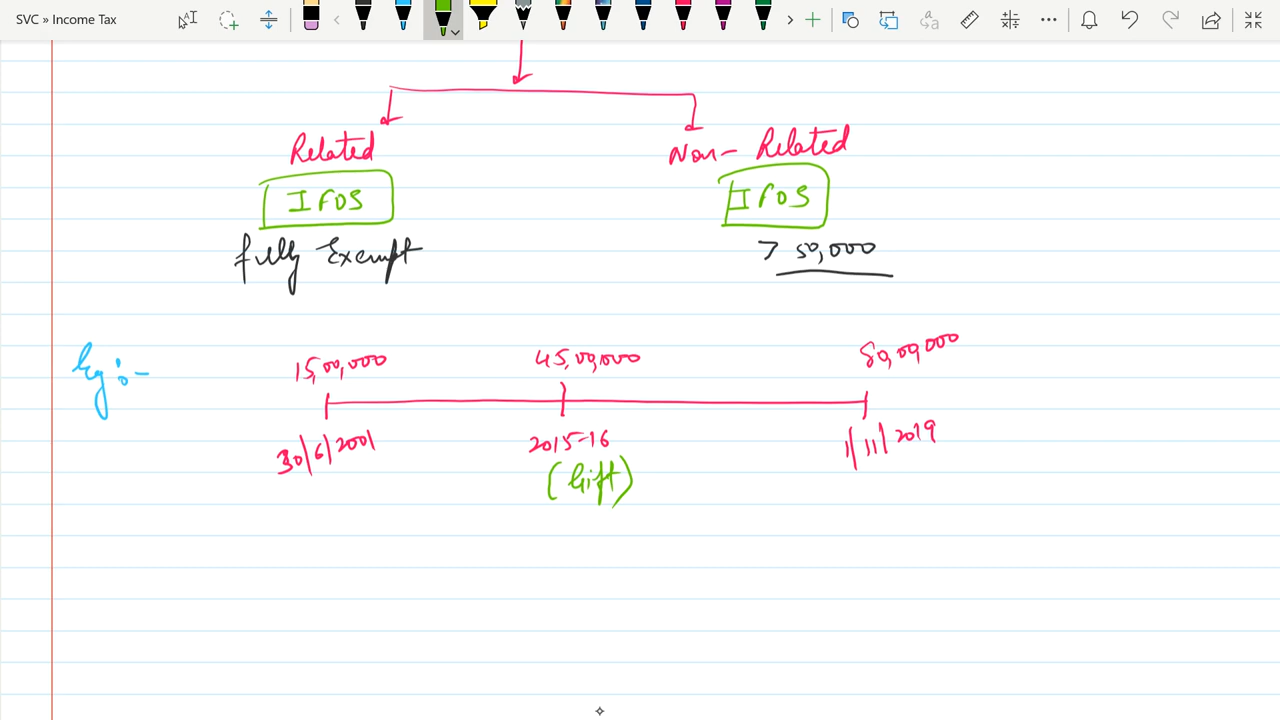 SVC » Income Tax
Related
Non- Related
IFOS
IFOS
fully Exempt
> 50,000
Eg:-
15,00,000
45,00,000
80,00,000
30/6/2001
2015-16
1/11/2019
(Gift)